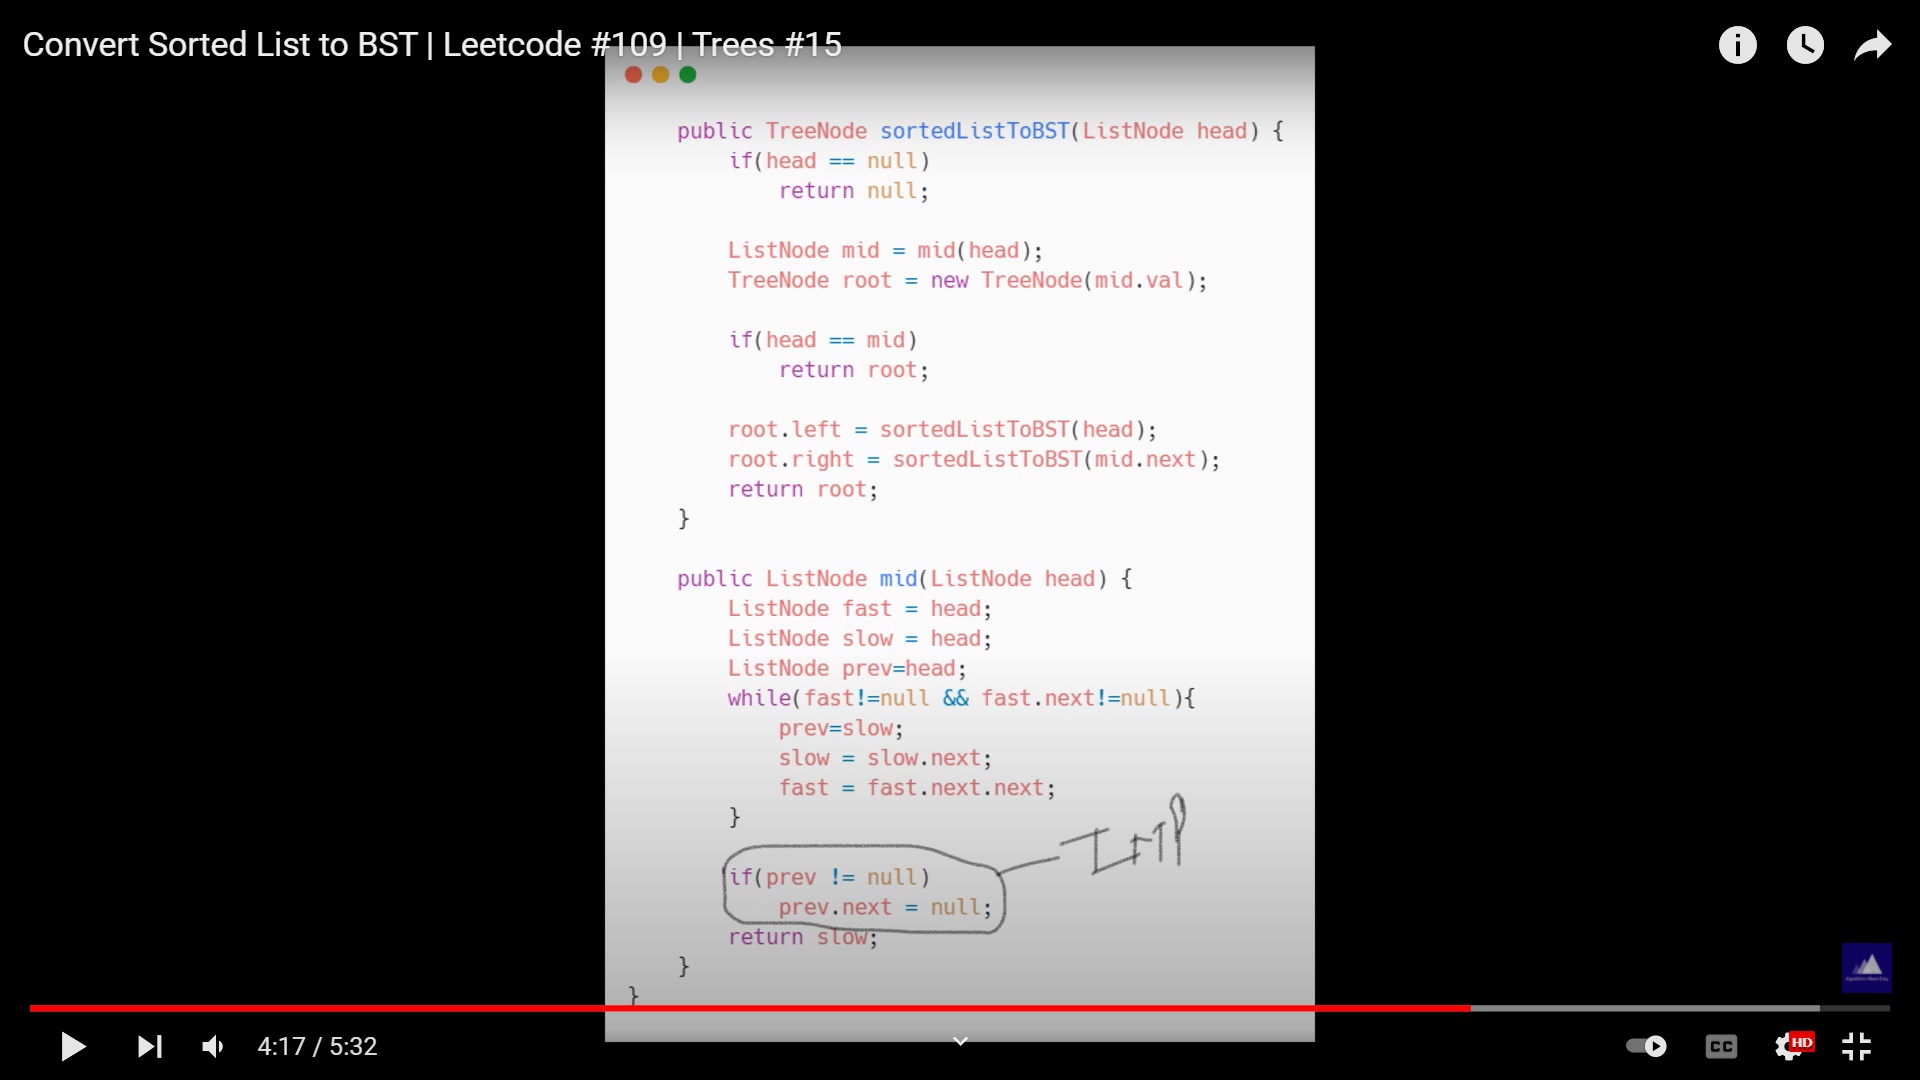 Convert Sorted List to BST | Leetcode #109 | Trees #15
public TreeNode sortedListToBST(ListNode head) {
if(head == null)
return null;
ListNode mid = mid(head);
TreeNode root = new TreeNode(mid.val);
if(head == mid)
return root;
root.left = sortedListToBST(head);
root.right = sortedListToBST(mid.next);
return root;
}
public ListNode mid(ListNode head) {
ListNode fast = head;
ListNode slow = head;
ListNode prev=head;
while(fast!=null && fast.next!=null){
prev=slow;
slow = slow.next;
fast = fast.next.next;
}
IMP
if(prev != null)
prev.next = null;
return slow;
}
}
4:17 / 5:32
CC
HD